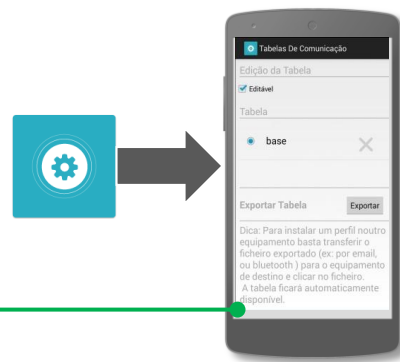 Tabelas De Comunicação
Edição da Tabela
Editável
Tabela
base
Exportar Tabela Exportar
Dica: Para instalar um perfil noutro
equipamento basta transferir o
ficheiro exportado (ex: por email,
ou bluetooth ) para o equipamento
de destino e clicar no ficheiro.
A tabela ficará automaticamente
disponível.